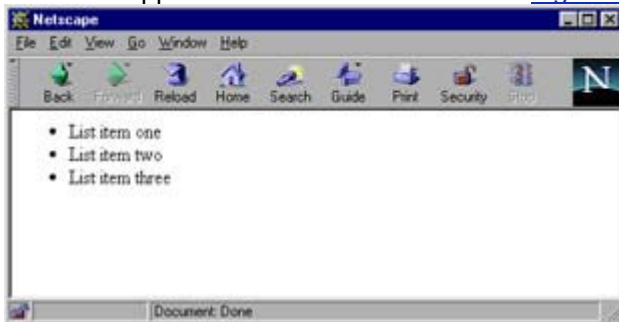 Netscape
File Edit View Go Window Help
Back Forward Reload Home Search Guide Print Security Stop
N
• List item one
• List item two
• List item three
Document: Done